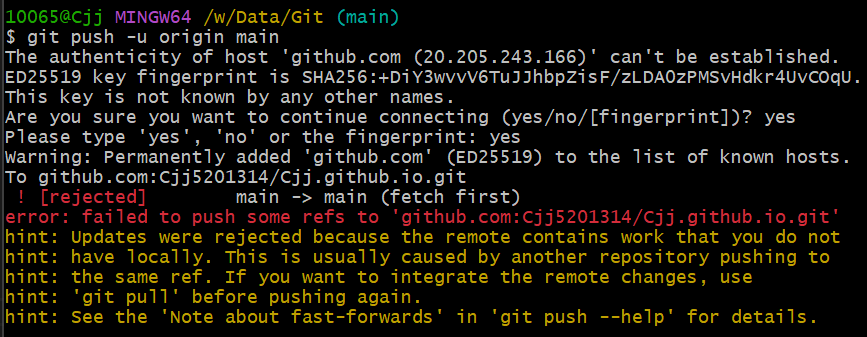 10065@Cjj MINGW64 /w/Data/Git (main)
$ git push -u origin main
The authenticity of host 'github.com (20.205.243.166)' can't be established.
ED25519 key fingerprint is SHA256:+DiY3wvvV6TuJJhbpZisF/zLDA0zPMSvHdkr4UvCOqU.
This key is not known by any other names.
Are you sure you want to continue connecting (yes/no/[fingerprint])? yes
Please type 'yes', 'no' or the fingerprint: yes
Warning: Permanently added 'github.com' (ED25519) to the list of known hosts.
To github.com:Cjj5201314/Cjj.github.io.git
 ! [rejected]        main -> main (fetch first)
error: failed to push some refs to 'github.com:Cjj5201314/Cjj.github.io.git'
hint: Updates were rejected because the remote contains work that you do not
hint: have locally. This is usually caused by another repository pushing to
hint: the same ref. If you want to integrate the remote changes, use
hint: 'git pull' before pushing again.
hint: See the 'Note about fast-forwards' in 'git push --help' for details.